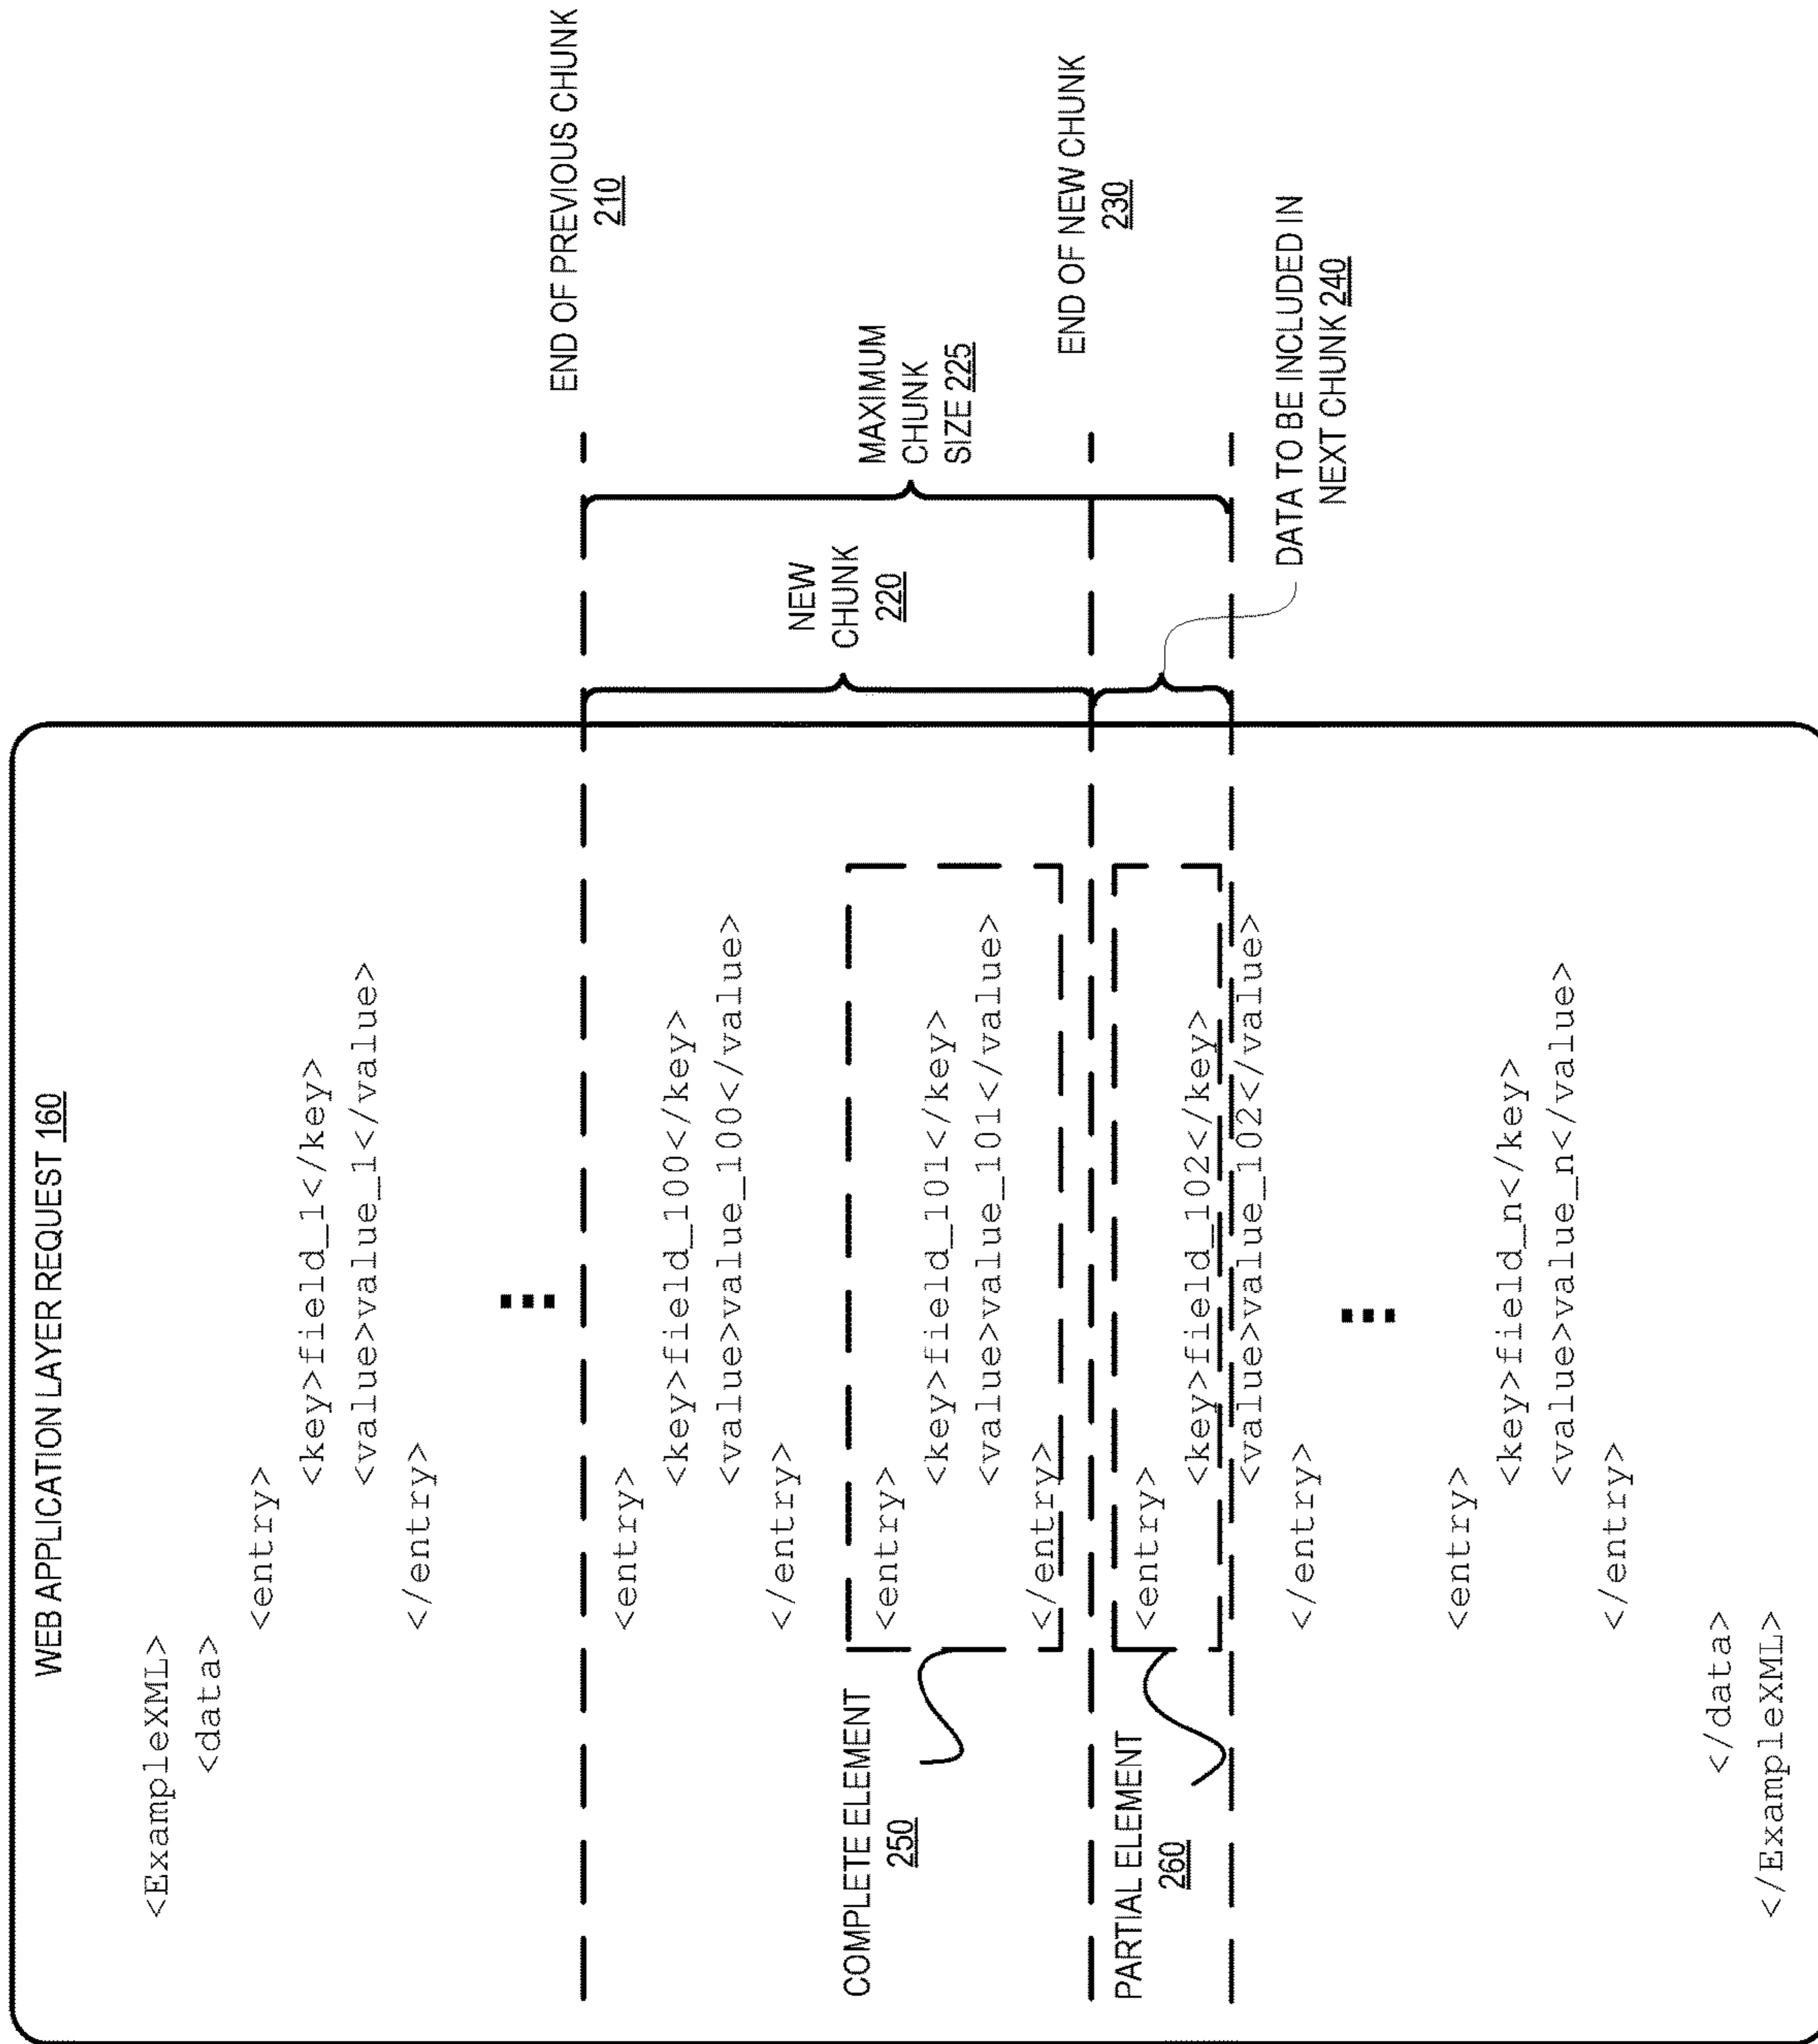 WEB APPLICATION LAYER REQUEST 160
<ExampleXML>
<data>
<entry>
<key>field_1</key>
<value>value_1</value>
</entry>
END OF PREVIOUS CHUNK
210
<entry>
<key>field_100</key>
<value>value_100</value>
</entry>
NEW
CHUNK
220
MAXIMUM
CHUNK
SIZE 225
COMPLETE ELEMENT
250
<entry>
<key>field_101</key>
<value>value_101</value>
</entry>
END OF NEW CHUNK
230
PARTIAL ELEMENT
260
<entry>
<key>field_102</key>
<value>value_102</value>
</entry>
DATA TO BE INCLUDED IN
NEXT CHUNK 240
<entry>
<key>field_n</key>
<value>value_n</value>
</entry>
</data>
</ExampleXML>